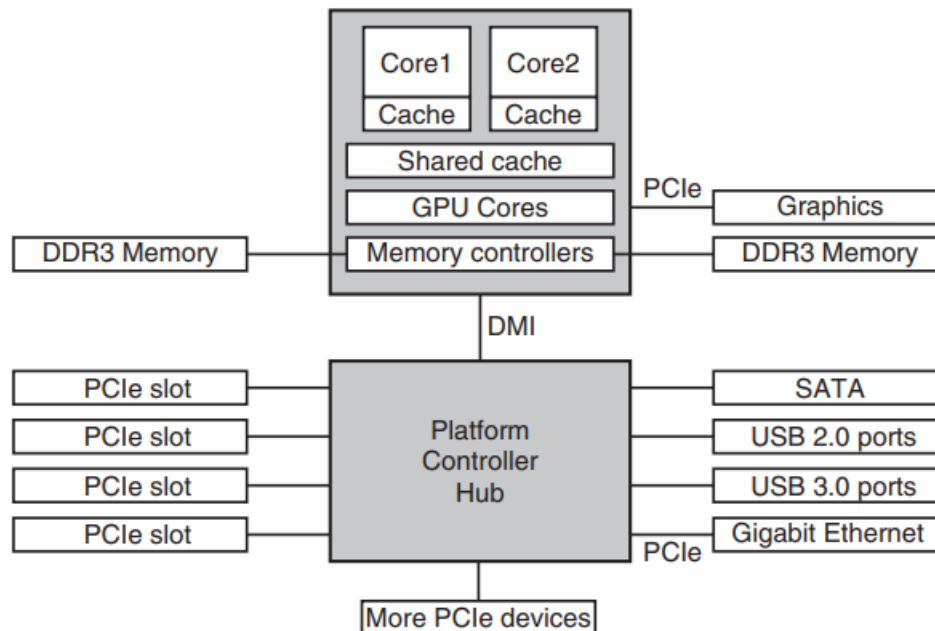 Core1
Core2
Cache
Cache
Shared cache
GPU Cores
PCIe
Graphics
DDR3 Memory
Memory controllers
DDR3 Memory
DMI
PCIe slot
PCIe slot
PCIe slot
PCIe slot
Platform
Controller
Hub
SATA
USB 2.0 ports
USB 3.0 ports
Gigabit Ethernet
PCIe
More PCIe devices